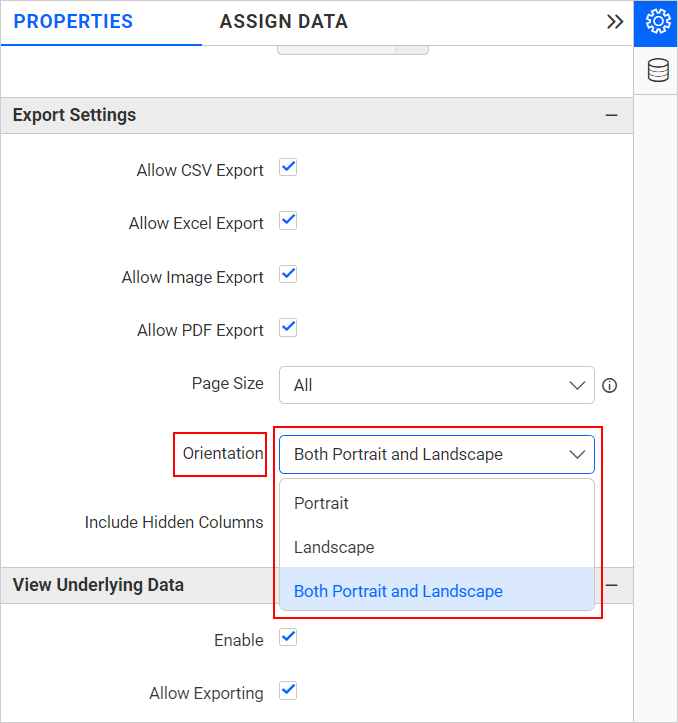 PROPERTIES ASSIGN DATA
Export Settings
Allow CSV Export
Allow Excel Export
Allow Image Export
Allow PDF Export
Page Size All
Orientation Both Portrait and Landscape
Portrait
Include Hidden Columns
Landscape
View Underlying Data
Both Portrait and Landscape
Enable
Allow Exporting